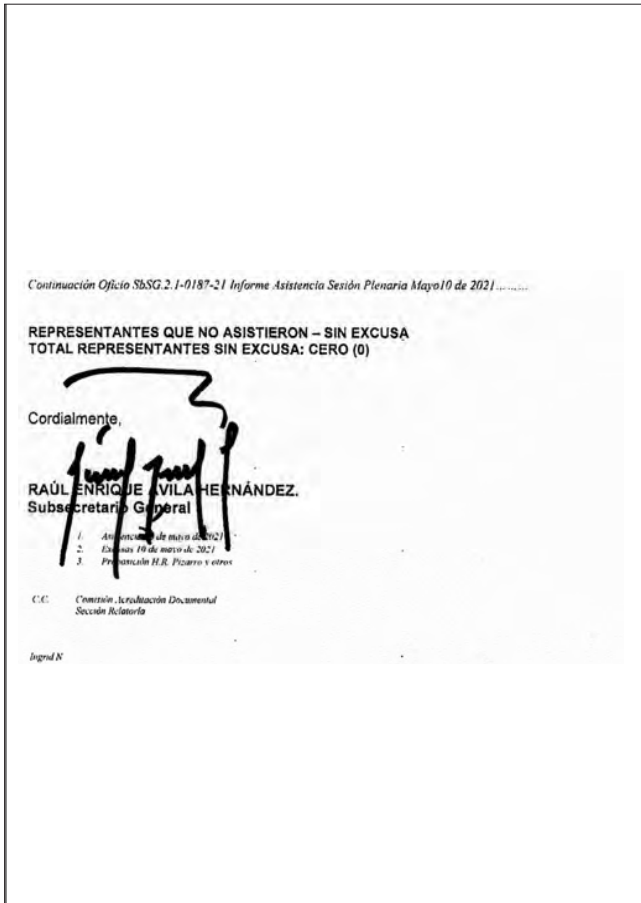 Continuación Oficio SbSG.2.1-0187-21 Informe Asistencia Sesión Plenaria Mayo10 de 2021.........
REPRESENTANTES QUE NO ASISTIERON – SIN EXCUSA
TOTAL REPRESENTANTES SIN EXCUSA: CERO (0)
Cordialmente,
RAÚL ENRIQUE ÁVILA HERNÁNDEZ.
Subsecretario General
1. de mayo de 2021
2. Excusas 10 de mayo de 2021
3. Proposición H.R. Pizarro y otros
C.C. Comisión Acreditación Documental
Sección Relatoría
Ingrid N